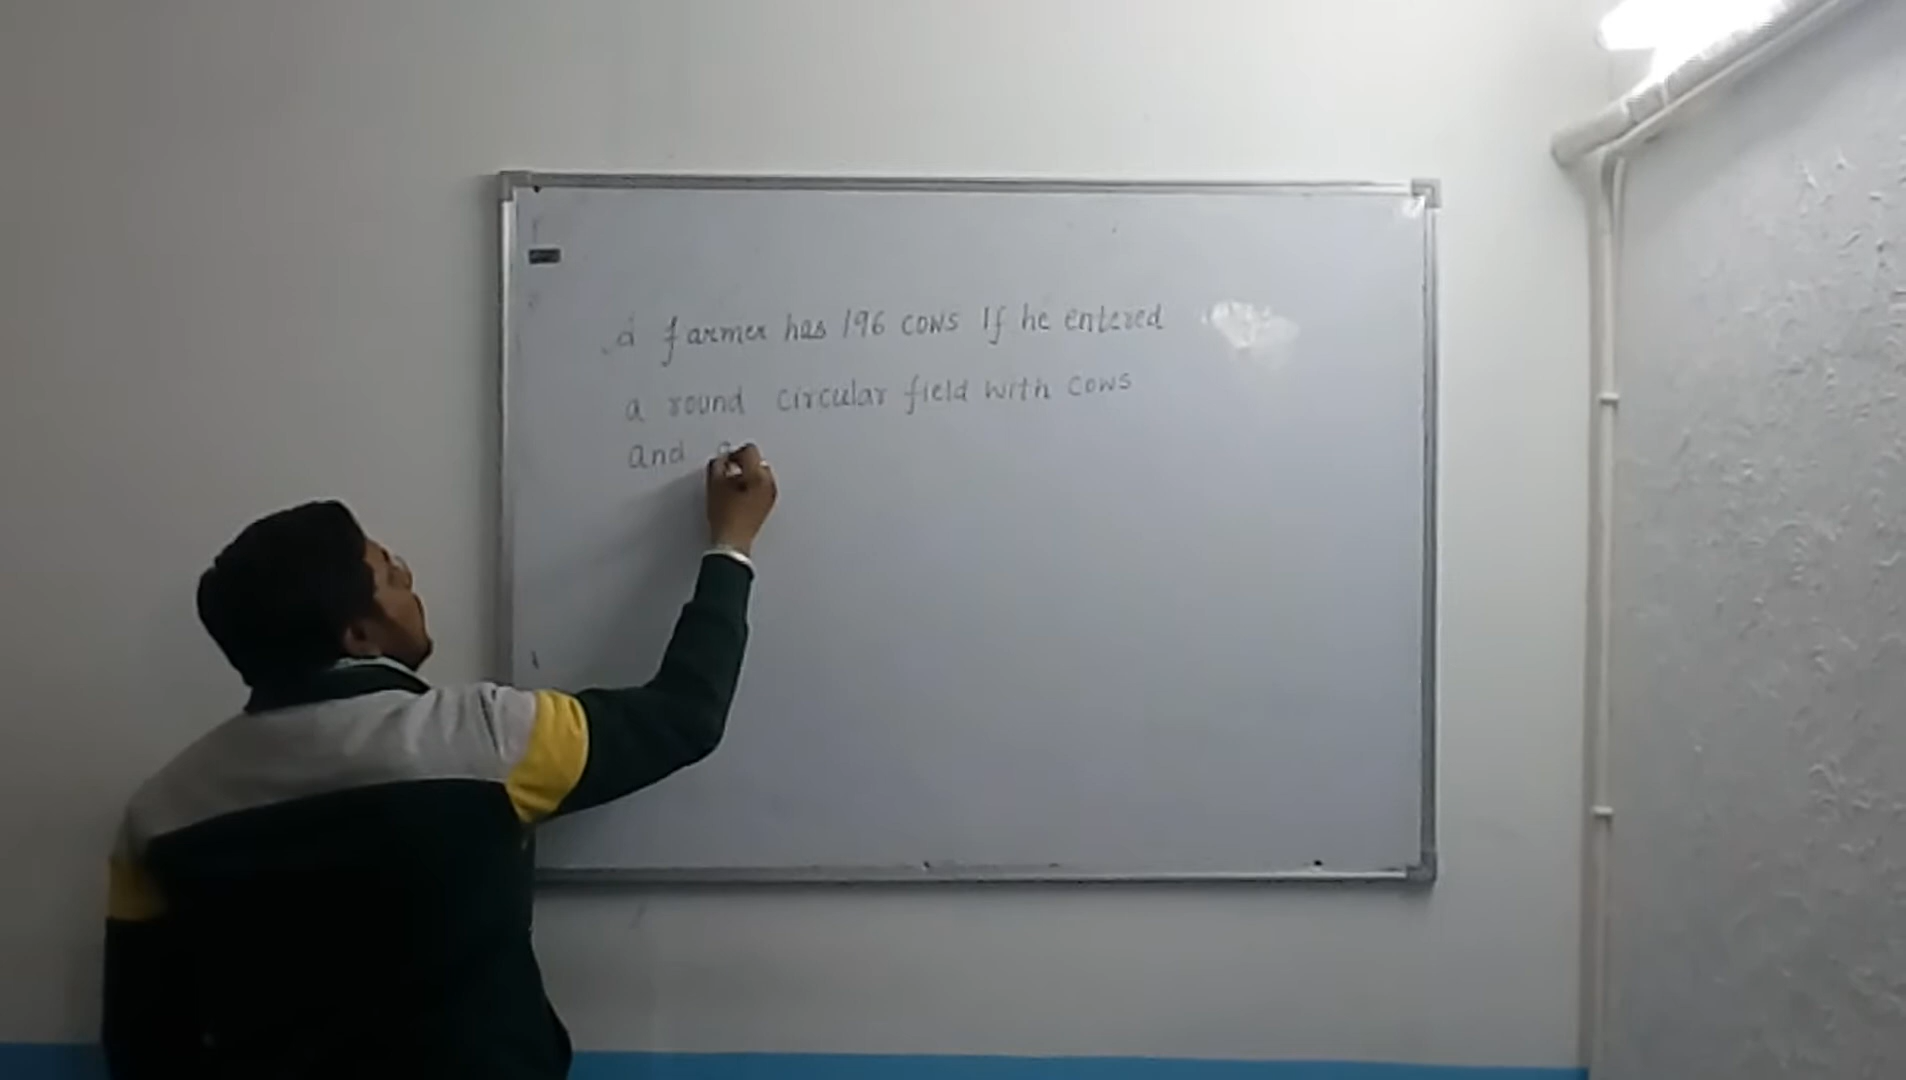 a farmer has 196 cows If he entered
a round circular field with cows
and a